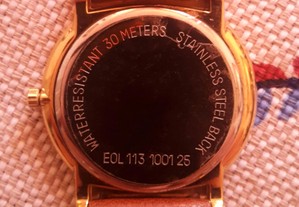 WATERRESISTANT 30 METERS STAINLESS STEEL BACK
EOL 113 1001 25